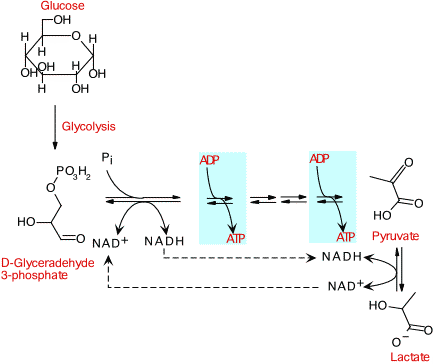 Glucose
OH
H
O
H
H
H
OH
OH
H
OH
OH
Glycolysis
PO3H2
O
HO
O
D-Glyceradehyde
3-phosphate
Pi
NAD+
NADH
ADP
ATP
ADP
ATP
O
HO
O
Pyruvate
NADH
NAD+
HO
O-
O
Lactate